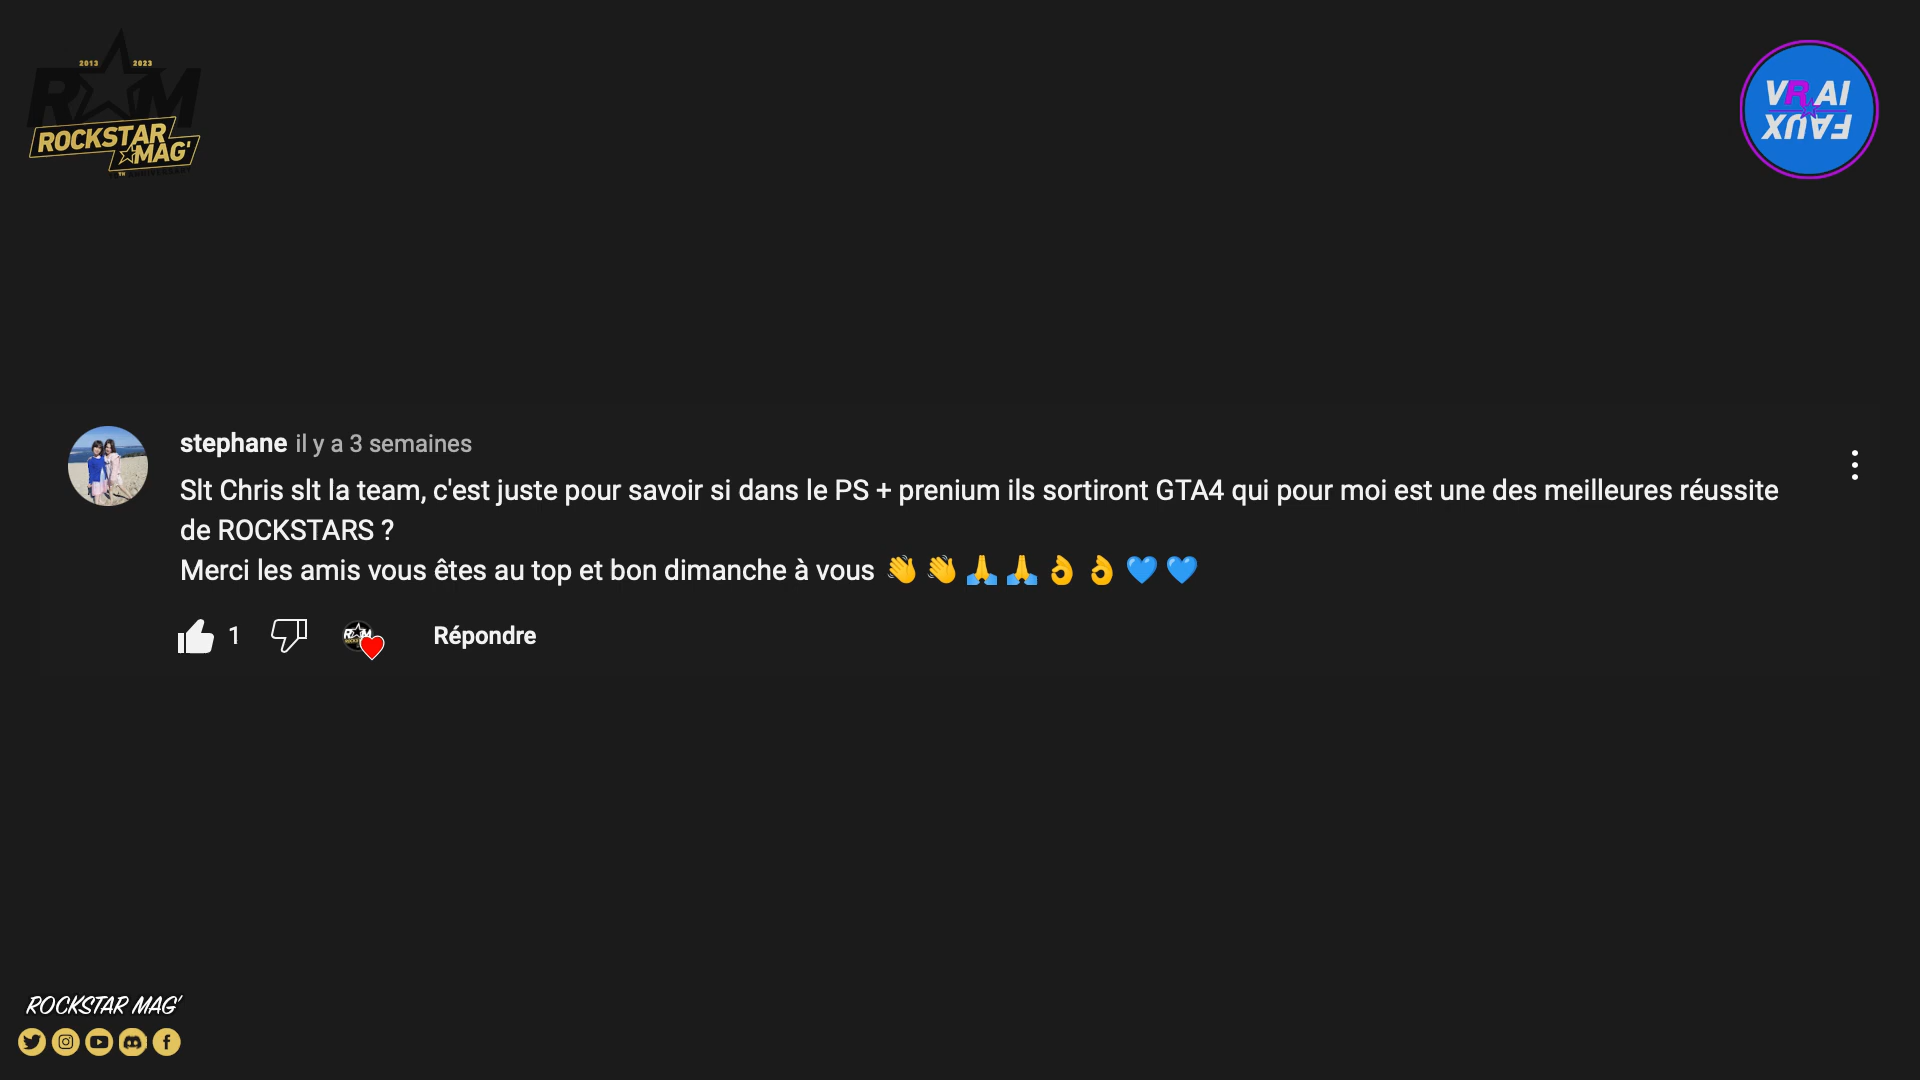 2013 2023
R★M
ROCKSTAR
MAG'
VRAI
FAUX
stephane il y a 3 semaines
Slt Chris slt la team, c'est juste pour savoir si dans le PS + prenium ils sortiront GTA4 qui pour moi est une des meilleures réussite
de ROCKSTARS ?
Merci les amis vous êtes au top et bon dimanche à vous 👋 👋 🙏 🙏 👌 👌 💙 💙
1 Répondre
ROCKSTAR MAG'